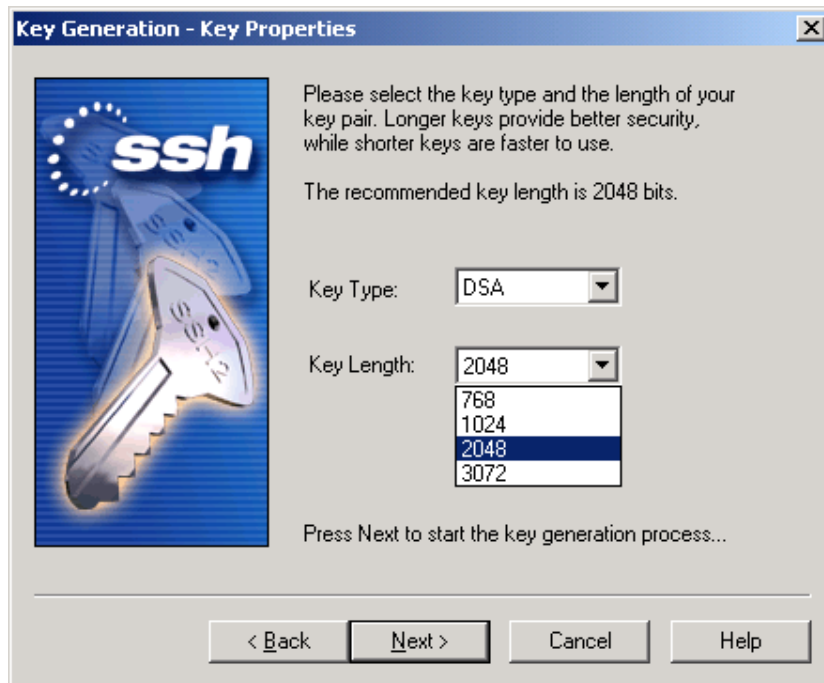 Key Generation - Key Properties
ssh
SSH2
Please select the key type and the length of your
key pair. Longer keys provide better security,
while shorter keys are faster to use.
The recommended key length is 2048 bits.
Key Type: DSA
Key Length: 2048
768
1024
2048
3072
Press Next to start the key generation process...
< Back Next > Cancel Help